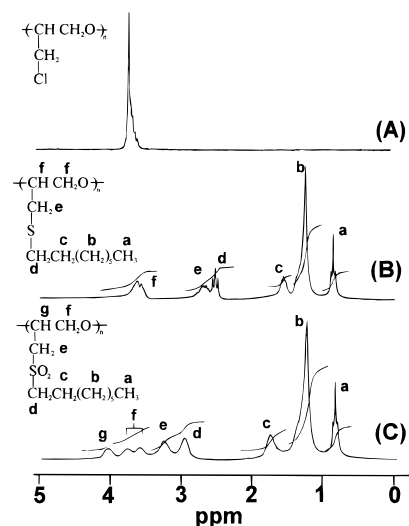 -(CH CH₂O)-ₙ
CH₂
Cl
(A)
f f
-(CH CH₂O)-ₙ
CH₂ e
S c b a
CH₂CH₂(CH₂)₅CH₃
d
b
a
c
d
e
f
(B)
g f
-(CH CH₂O)-ₙ
CH₂ e
SO₂ c b a
CH₂CH₂(CH₂)₅CH₃
d
b
a
c
d
e
f
g
(C)
5 4 3 2 1 0
ppm